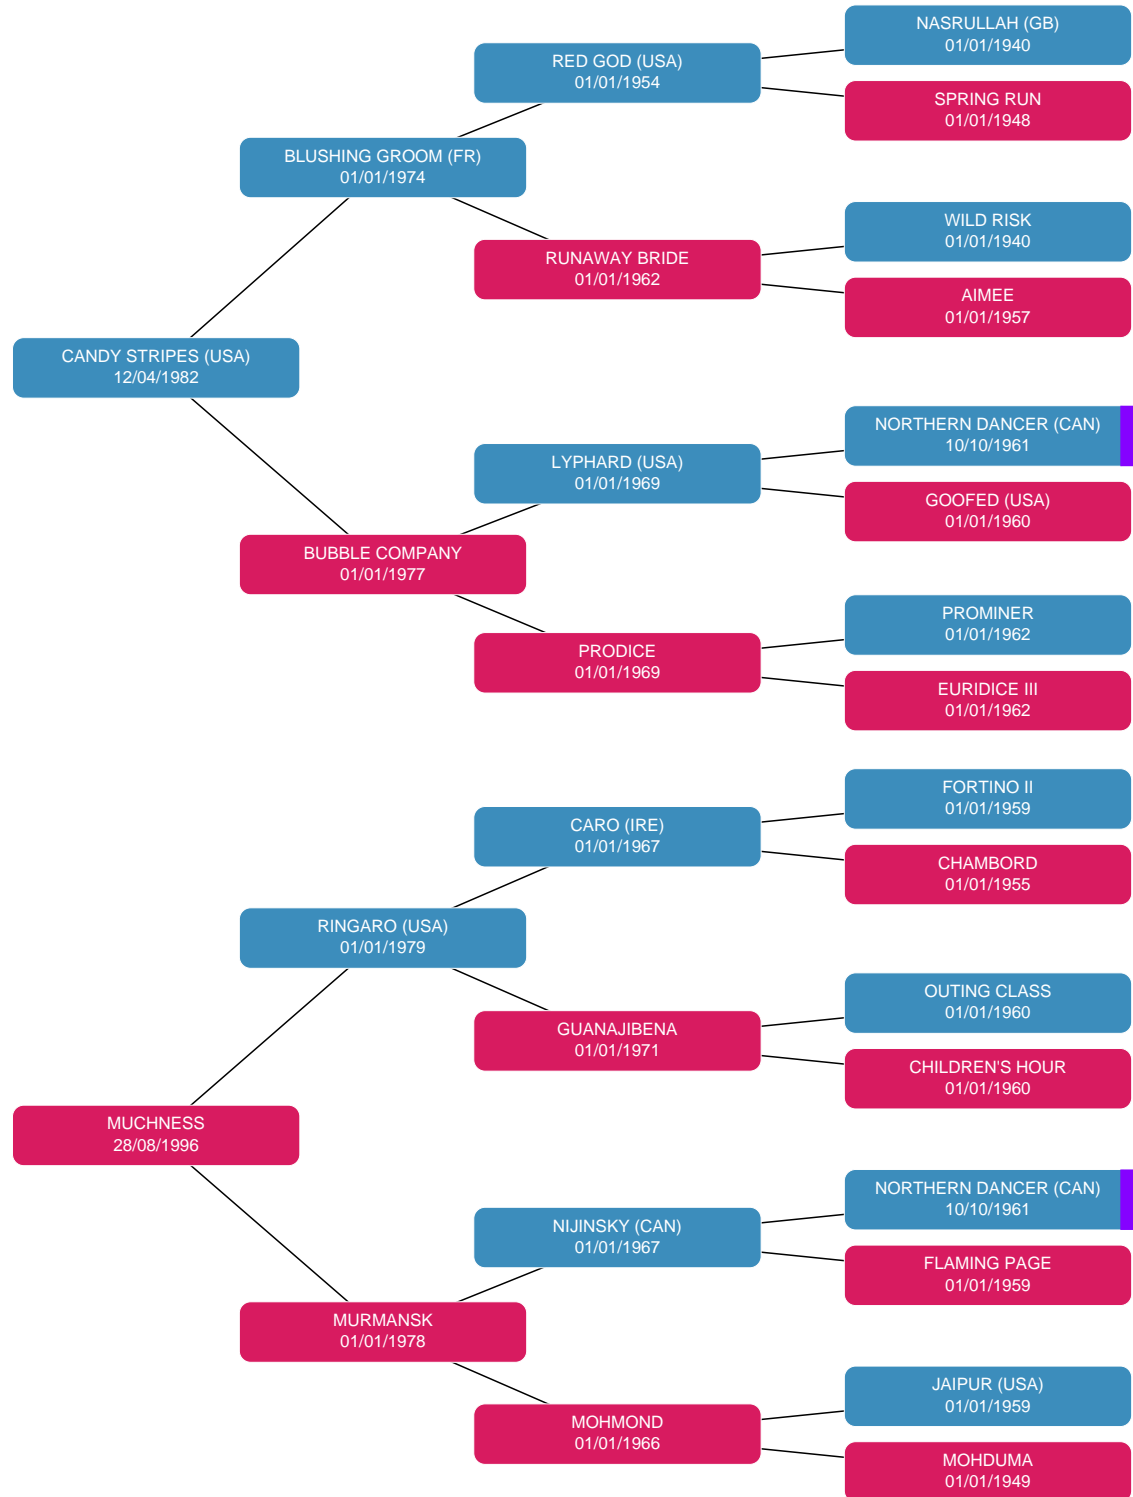 NASRULLAH (GB)
01/01/1940
RED GOD (USA)
01/01/1954
SPRING RUN
01/01/1948
BLUSHING GROOM (FR)
01/01/1974
WILD RISK
01/01/1940
RUNAWAY BRIDE
01/01/1962
AIMEE
01/01/1957
CANDY STRIPES (USA)
12/04/1982
NORTHERN DANCER (CAN)
10/10/1961
LYPHARD (USA)
01/01/1969
GOOFED (USA)
01/01/1960
BUBBLE COMPANY
01/01/1977
PROMINER
01/01/1962
PRODICE
01/01/1969
EURIDICE III
01/01/1962
FORTINO II
01/01/1959
CARO (IRE)
01/01/1967
CHAMBORD
01/01/1955
RINGARO (USA)
01/01/1979
OUTING CLASS
01/01/1960
GUANAJIBENA
01/01/1971
CHILDREN'S HOUR
01/01/1960
MUCHNESS
28/08/1996
NORTHERN DANCER (CAN)
10/10/1961
NIJINSKY (CAN)
01/01/1967
FLAMING PAGE
01/01/1959
MURMANSK
01/01/1978
JAIPUR (USA)
01/01/1959
MOHMOND
01/01/1966
MOHDUMA
01/01/1949